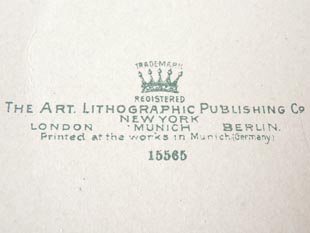 TRADEMARK
REGISTERED
THE ART. LITHOGRAPHIC PUBLISHING Co
NEW YORK
LONDON MUNICH BERLIN.
Printed at the works in Munich (Germany)
15565